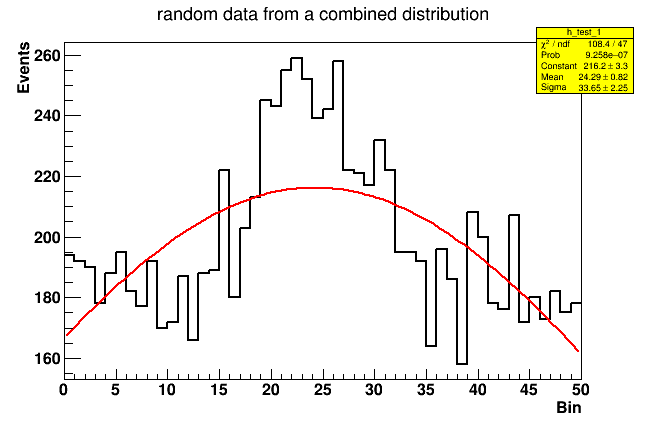 random data from a combined distribution
h_test_1
χ² / ndf 108.4 / 47
Prob 9.258e−07
Constant 216.2 ± 3.3
Mean 24.29 ± 0.82
Sigma 33.65 ± 2.25
Events
260
240
220
200
180
160
0 5 10 15 20 25 30 35 40 45 50
Bin